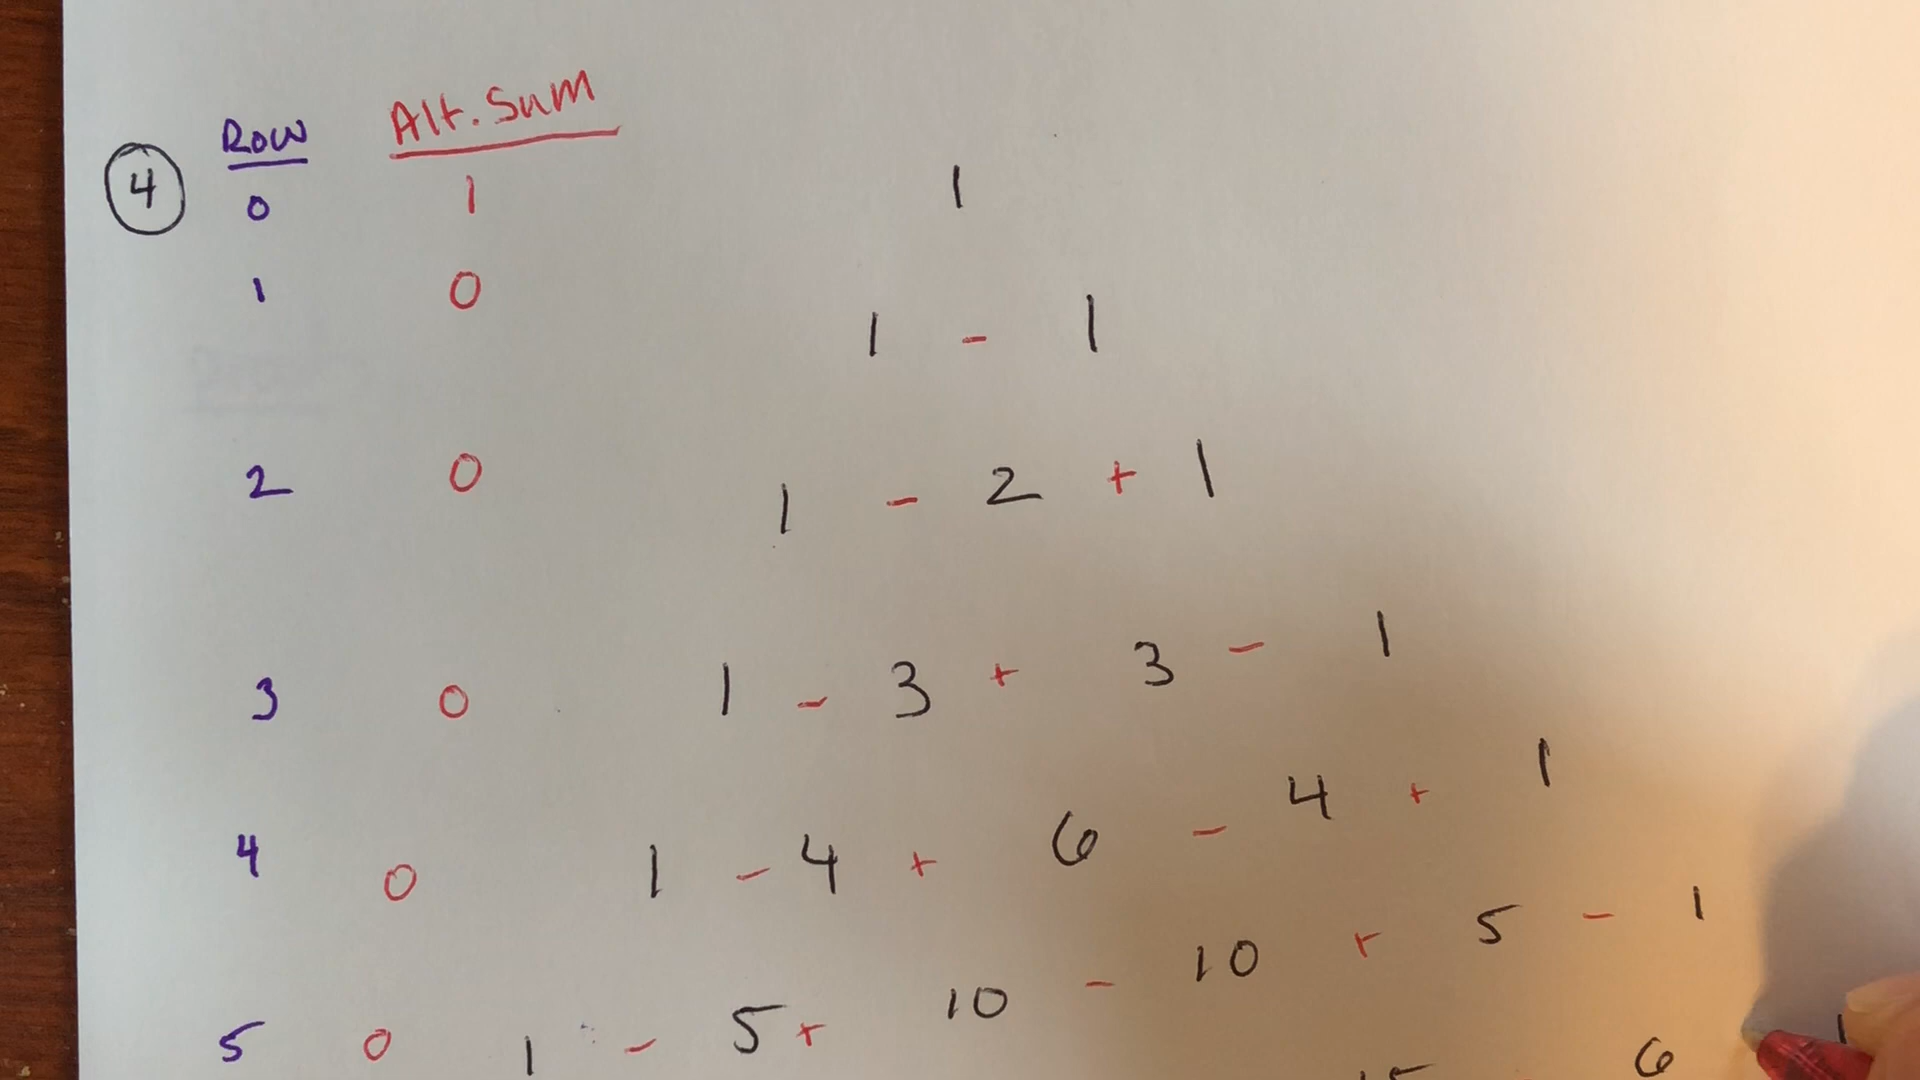 Row Alt. Sum
4 0 1 1
1 0 1 - 1
2 0 1 - 2 + 1
3 0 1 - 3 + 3 - 1
4 0 1 - 4 + 6 - 4 + 1
5 0 1 - 5 + 10 - 10 + 5 - 1
6